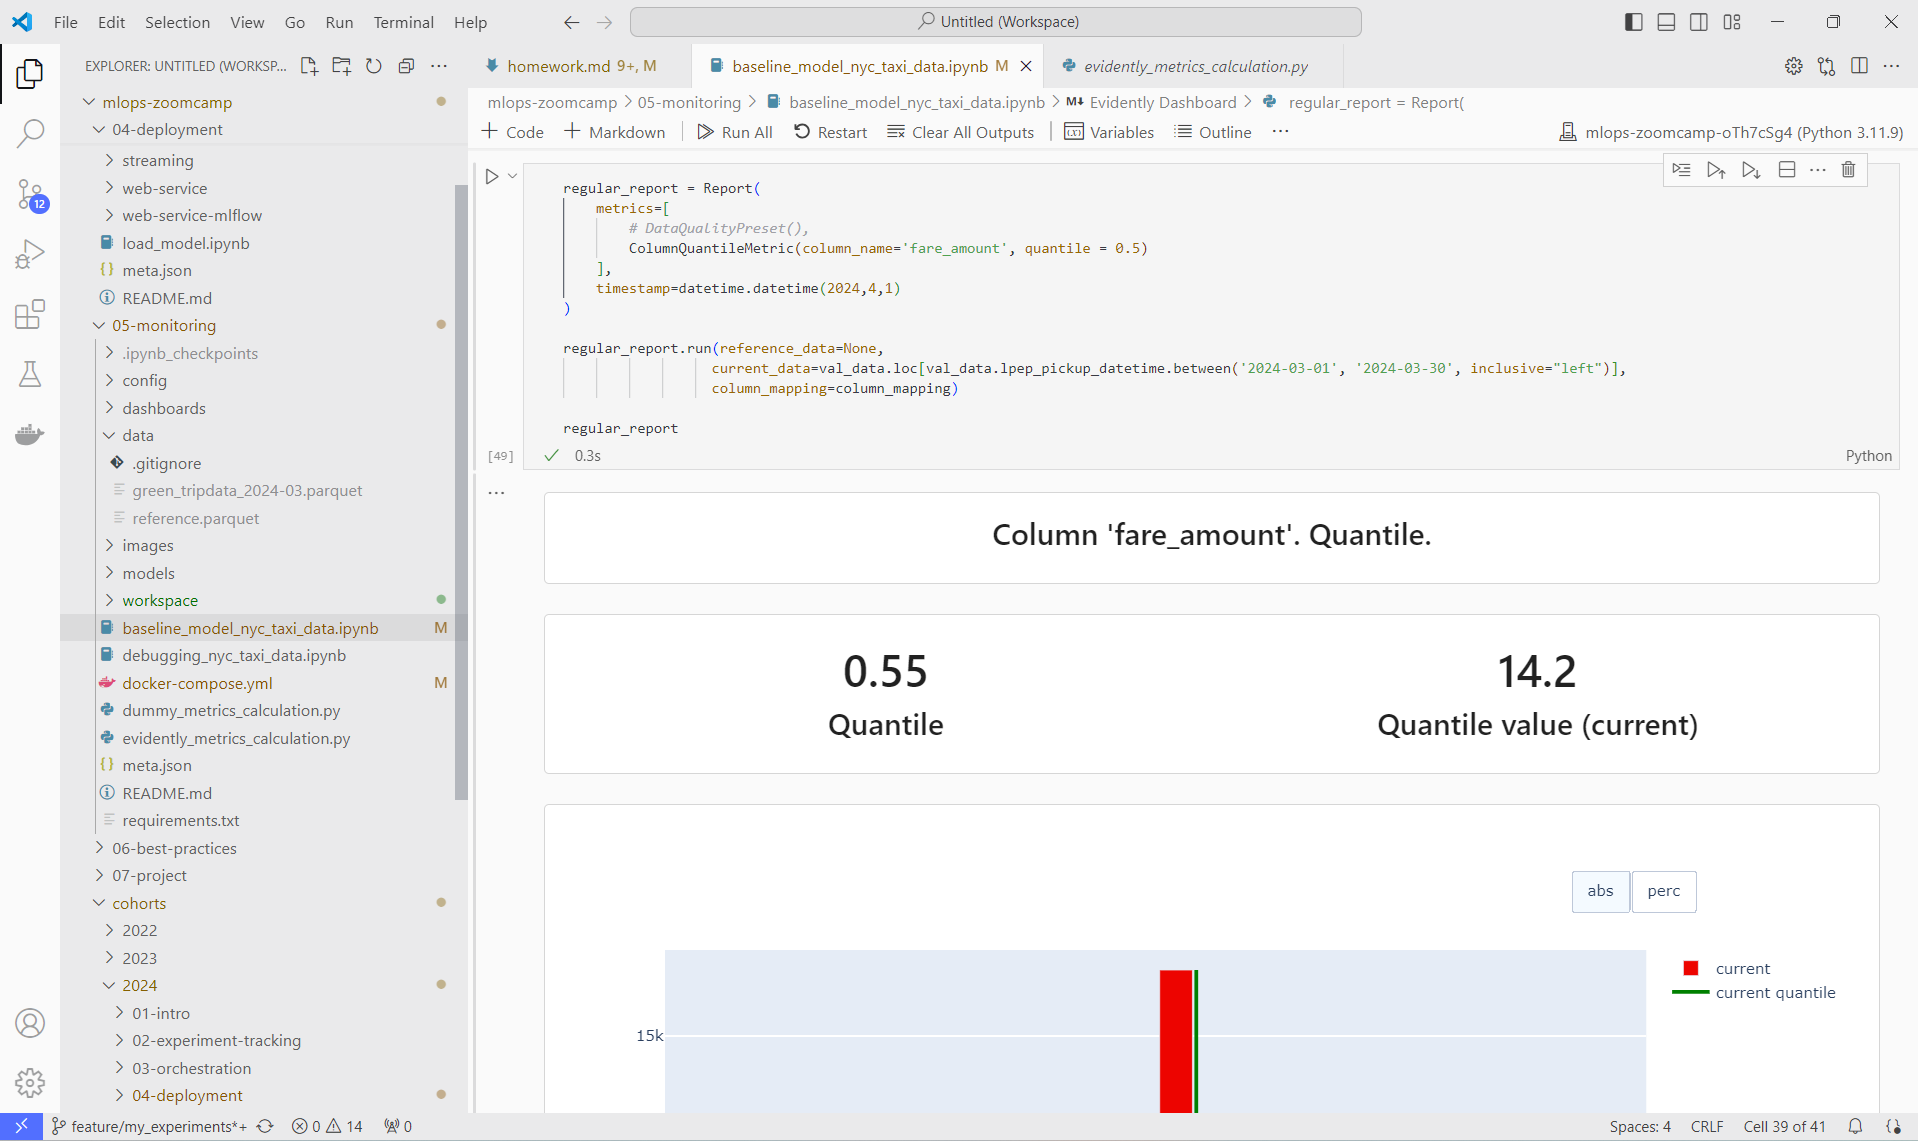 File Edit Selection View Go Run Terminal Help
Untitled (Workspace)
EXPLORER: UNTITLED (WORKSP...
homework.md 9+, M
baseline_model_nyc_taxi_data.ipynb M
evidently_metrics_calculation.py
mlops-zoomcamp > 05-monitoring > baseline_model_nyc_taxi_data.ipynb > M↓ Evidently Dashboard > regular_report = Report(
+ Code + Markdown Run All Restart Clear All Outputs Variables Outline ...
mlops-zoomcamp-oTh7cSg4 (Python 3.11.9)
mlops-zoomcamp
04-deployment
streaming
web-service
web-service-mlflow
load_model.ipynb
{} meta.json
README.md
05-monitoring
.ipynb_checkpoints
config
dashboards
data
.gitignore
green_tripdata_2024-03.parquet
reference.parquet
images
models
workspace
baseline_model_nyc_taxi_data.ipynb M
debugging_nyc_taxi_data.ipynb
docker-compose.yml M
dummy_metrics_calculation.py
evidently_metrics_calculation.py
{} meta.json
README.md
requirements.txt
06-best-practices
07-project
cohorts
2022
2023
2024
01-intro
02-experiment-tracking
03-orchestration
04-deployment
12
regular_report = Report(
metrics=[
# DataQualityPreset(),
ColumnQuantileMetric(column_name='fare_amount', quantile = 0.5)
],
timestamp=datetime.datetime(2024,4,1)
)
regular_report.run(reference_data=None,
current_data=val_data.loc[val_data.lpep_pickup_datetime.between('2024-03-01', '2024-03-30', inclusive="left")],
column_mapping=column_mapping)
regular_report
[49] 0.3s
Python
Column 'fare_amount'. Quantile.
0.55
Quantile
14.2
Quantile value (current)
abs perc
current
current quantile
15k
feature/my_experiments*+ 0 14 0
Spaces: 4 CRLF Cell 39 of 41